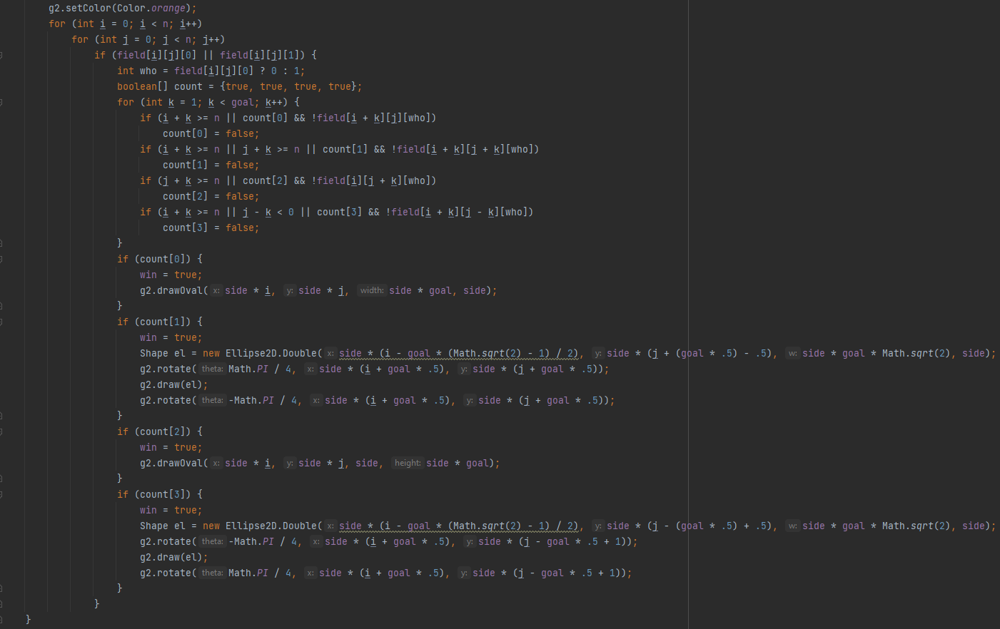 g2.setColor(Color.orange);
for (int i = 0; i < n; i++)
for (int j = 0; j < n; j++)
if (field[i][j][0] || field[i][j][1]) {
int who = field[i][j][0] ? 0 : 1;
boolean[] count = {true, true, true, true};
for (int k = 1; k < goal; k++) {
if (i + k >= n || count[0] && !field[i + k][j][who])
count[0] = false;
if (i + k >= n || j + k >= n || count[1] && !field[i + k][j + k][who])
count[1] = false;
if (j + k >= n || count[2] && !field[i][j + k][who])
count[2] = false;
if (i + k >= n || j - k < 0 || count[3] && !field[i + k][j - k][who])
count[3] = false;
}
if (count[0]) {
win = true;
g2.drawOval( x: side * i, y: side * j, width: side * goal, side);
}
if (count[1]) {
win = true;
Shape el = new Ellipse2D.Double( x: side * (i - goal * (Math.sqrt(2) - 1) / 2), y: side * (j + (goal * .5) - .5), w: side * goal * Math.sqrt(2), side);
g2.rotate( theta: Math.PI / 4, x: side * (i + goal * .5), y: side * (j + goal * .5));
g2.draw(el);
g2.rotate( theta: -Math.PI / 4, x: side * (i + goal * .5), y: side * (j + goal * .5));
}
if (count[2]) {
win = true;
g2.drawOval( x: side * i, y: side * j, side, height: side * goal);
}
if (count[3]) {
win = true;
Shape el = new Ellipse2D.Double( x: side * (i - goal * (Math.sqrt(2) - 1) / 2), y: side * (j - (goal * .5) + .5), w: side * goal * Math.sqrt(2), side);
g2.rotate( theta: -Math.PI / 4, x: side * (i + goal * .5), y: side * (j - goal * .5 + 1));
g2.draw(el);
g2.rotate( theta: Math.PI / 4, x: side * (i + goal * .5), y: side * (j - goal * .5 + 1));
}
}
}